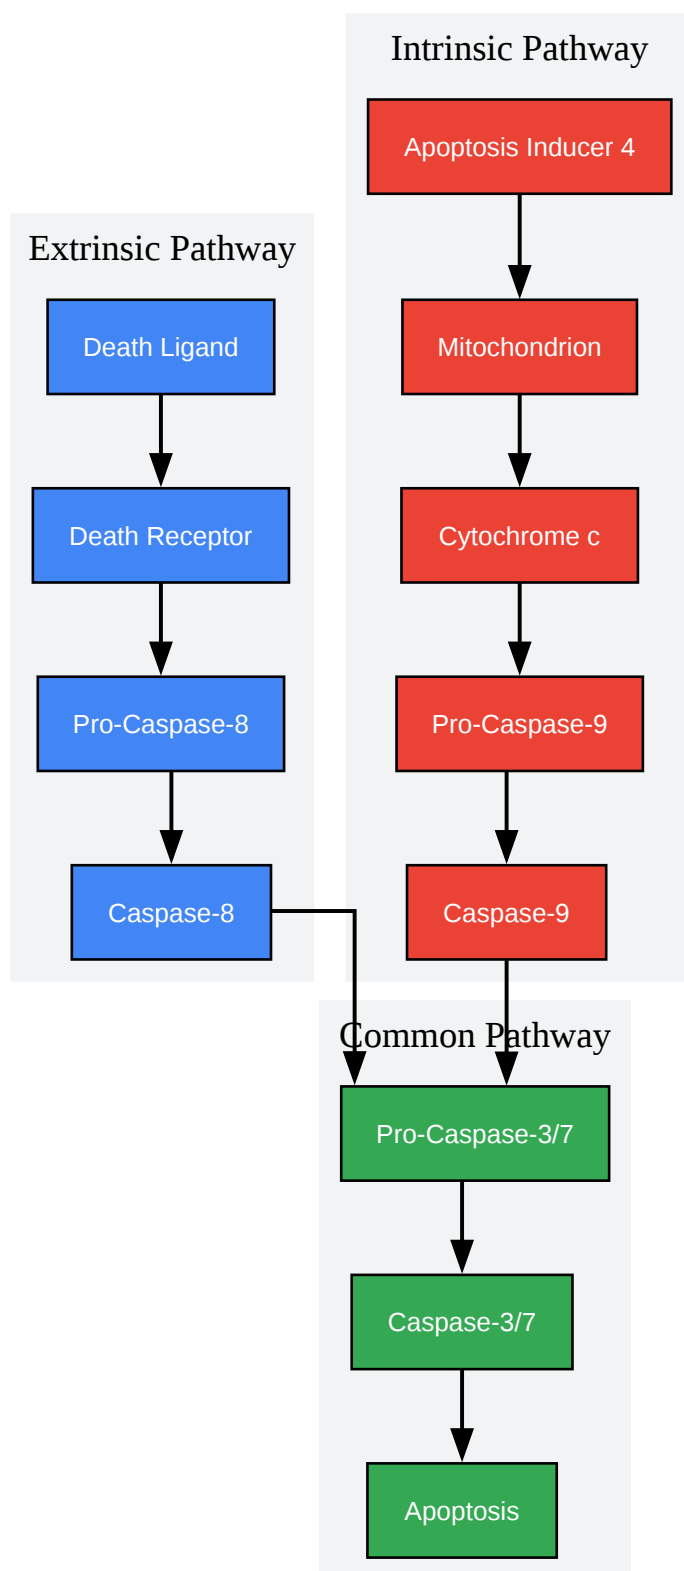 Intrinsic Pathway
Apoptosis Inducer 4
Extrinsic Pathway
Death Ligand
Mitochondrion
Death Receptor
Cytochrome c
Pro-Caspase-8
Pro-Caspase-9
Caspase-8
Caspase-9
Common Pathway
Pro-Caspase-3/7
Caspase-3/7
Apoptosis